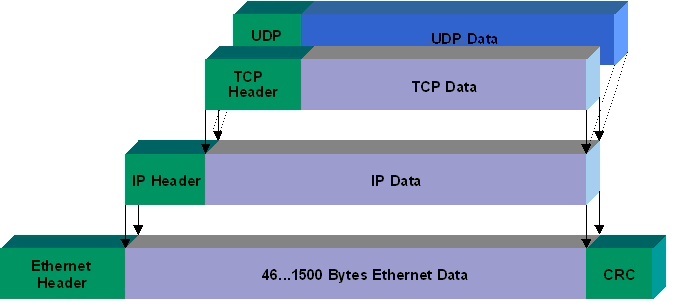 UDP
UDP Data
TCP
Header
TCP Data
IP Header
IP Data
Ethernet
Header
46...1500 Bytes Ethernet Data
CRC